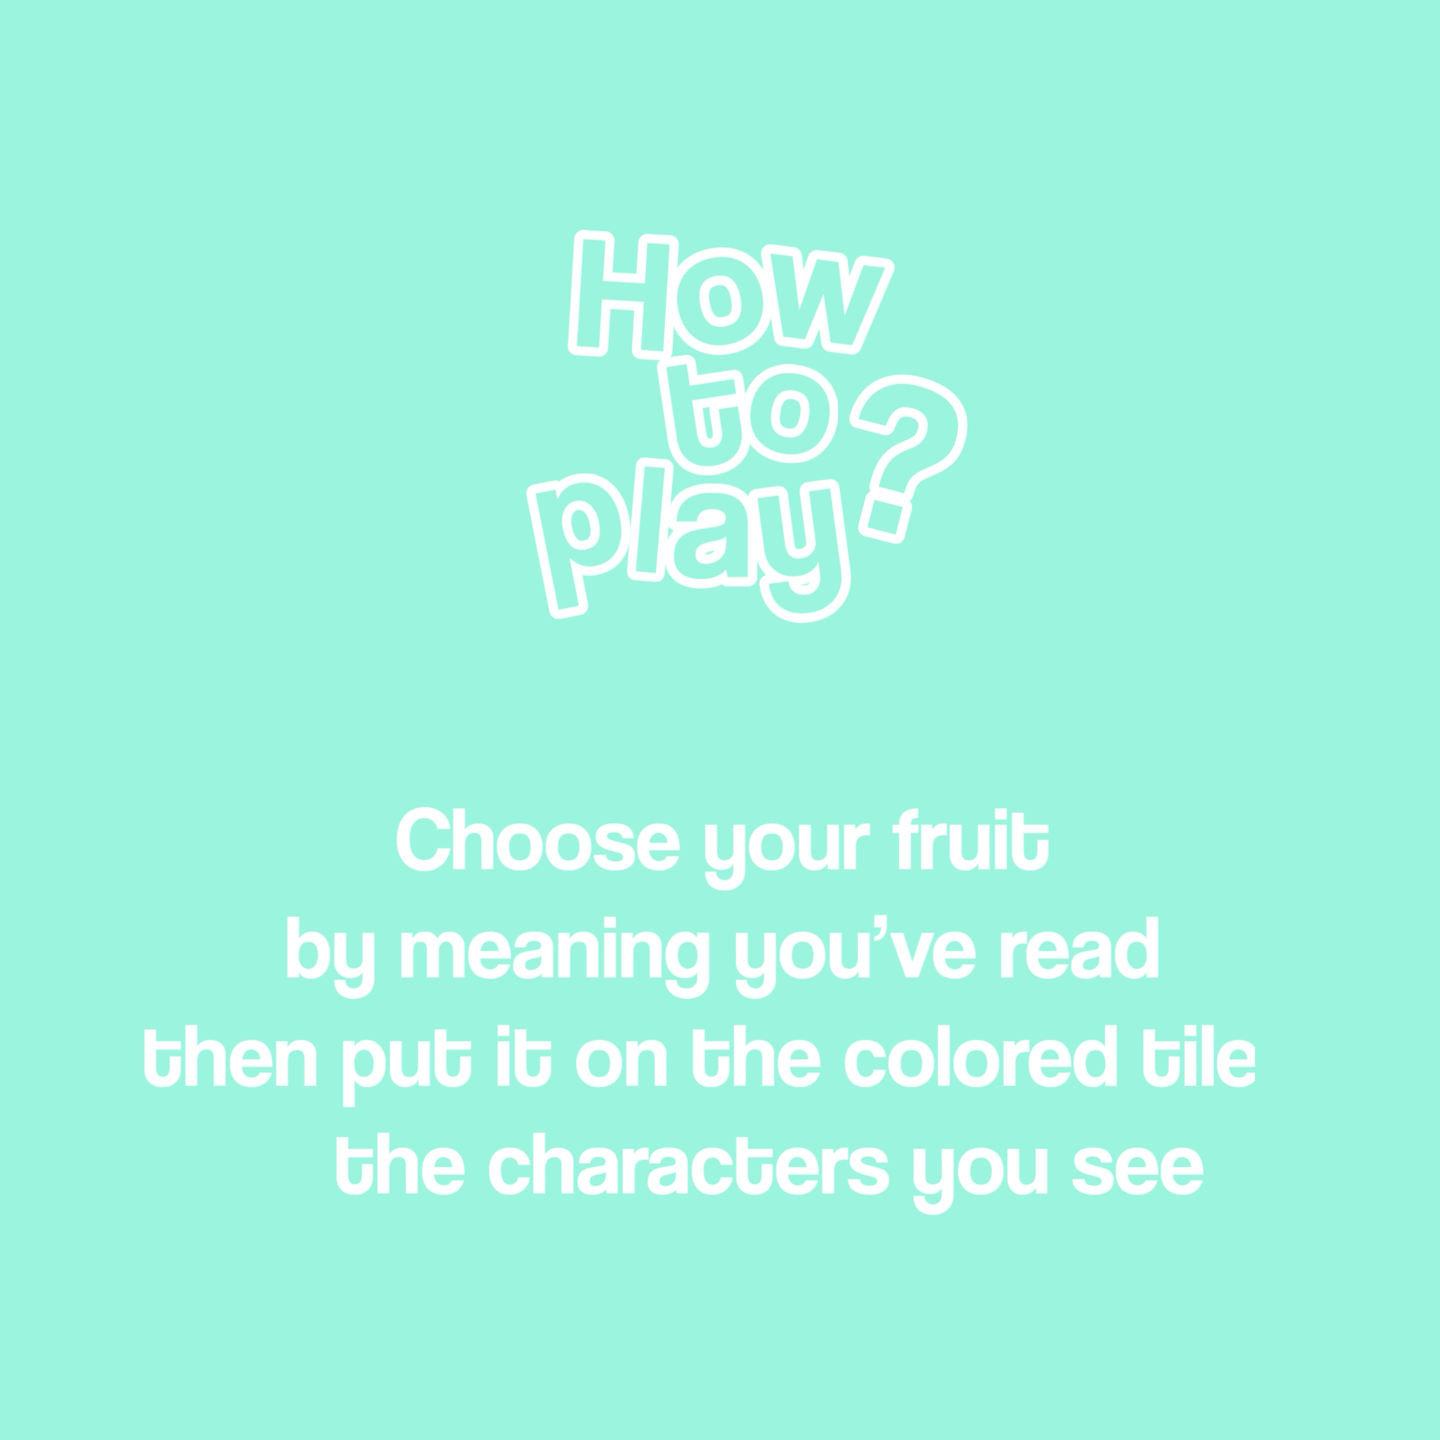 How
to
play?
Choose your fruit
by meaning you’ve read
then put it on the colored tile
the characters you see